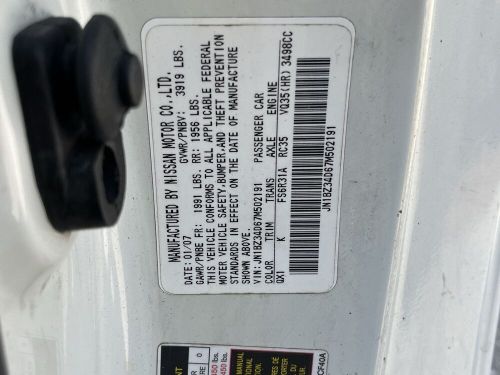 MANUFACTURED BY NISSAN MOTOR CO.,LTD.
DATE: 01/07 GVWR/PNBV: 3919 LBS.
GAWR/PNBE FR: 1991 LBS. RR: 1956 LBS.
THIS VEHICLE CONFORMS TO ALL APPLICABLE FEDERAL
MOTOR VEHICLE SAFETY,BUMPER,AND THEFT PREVENTION
STANDARDS IN EFFECT ON THE DATE OF MANUFACTURE
SHOWN ABOVE.
VIN: JN1BZ34D67M502191 PASSENGER CAR
COLOR TRIM TRANS AXLE ENGINE
QX1 K FS6R31A RC35 VQ35(HR) 3498CC
JN1BZ34D67M502191
0
MANUAL